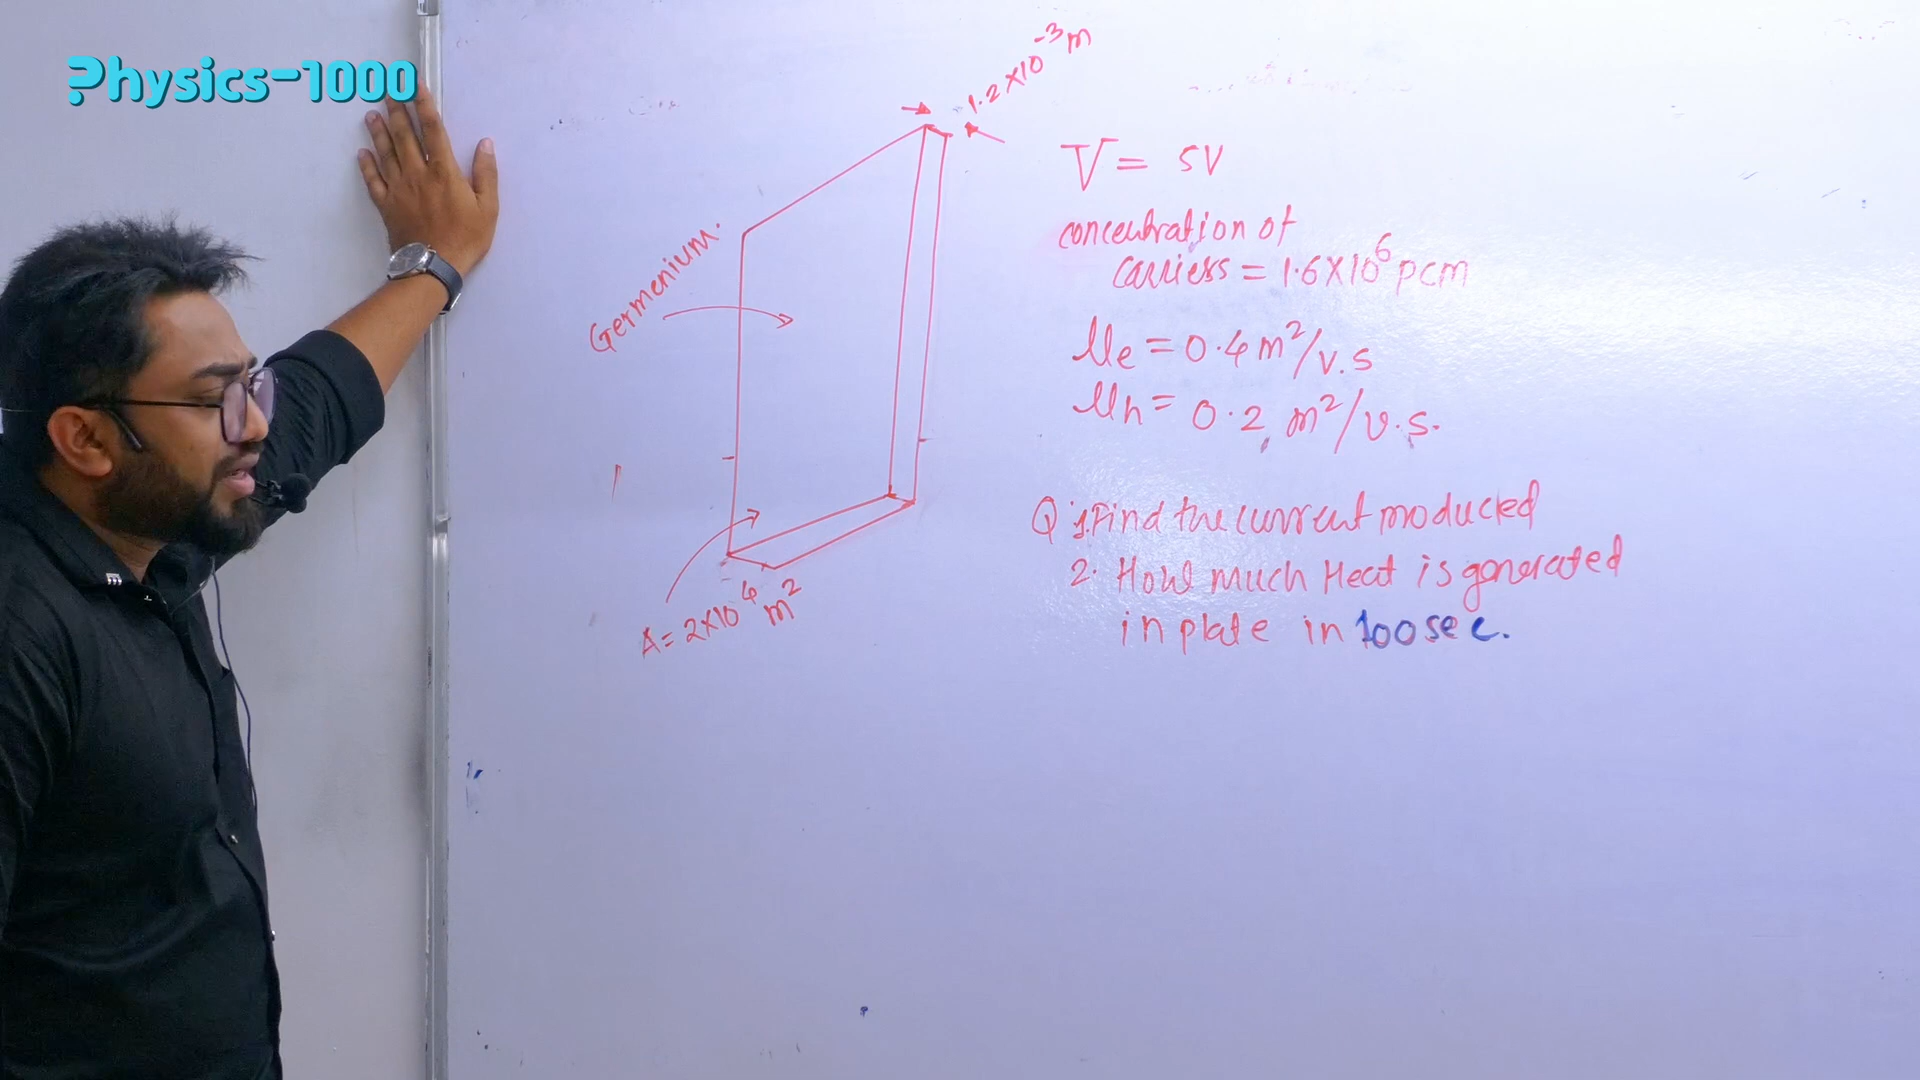 Physics-1000
1.2×10⁻³m
Germenium.
A = 2×10⁴ m²
V = 5V
concentration of
carriers = 1.6×10⁶ pcm
μe = 0.4 m²/v.s
μh = 0.2 m²/v.s.
Q 1. Find the current produced
2. How much Heat is generated
in plate in 100 sec.